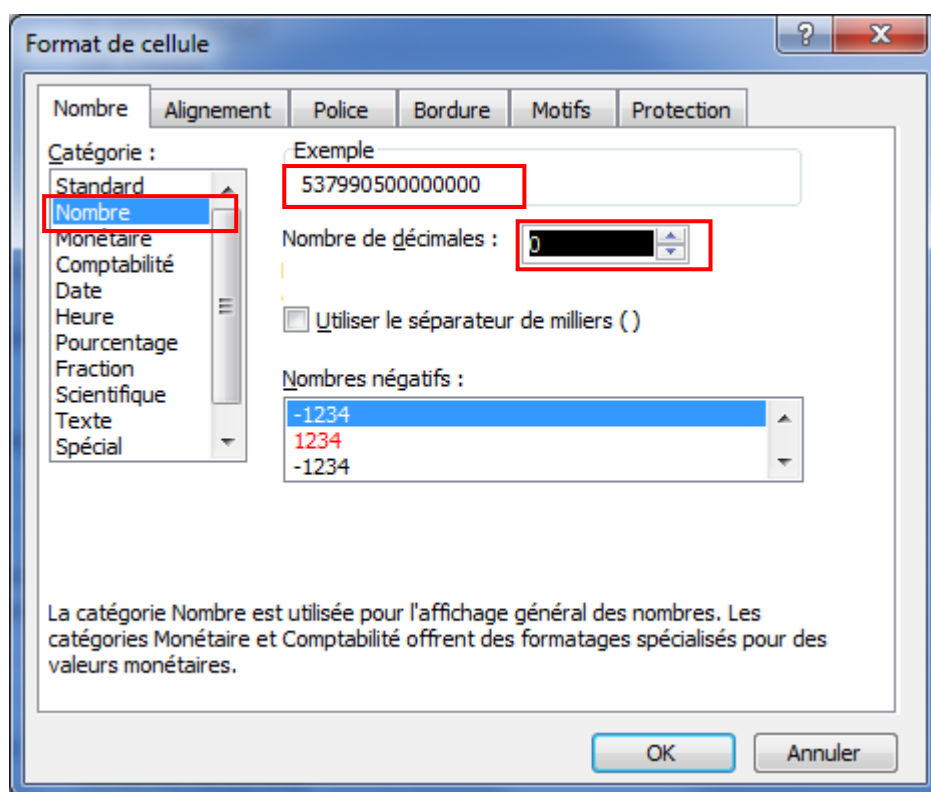 Format de cellule
Nombre Alignement Police Bordure Motifs Protection
Catégorie :
Standard
Nombre
Monétaire
Comptabilité
Date
Heure
Pourcentage
Fraction
Scientifique
Texte
Spécial
Exemple
537990500000000
Nombre de décimales : 0
Utiliser le séparateur de milliers ( )
Nombres négatifs :
-1234
1234
-1234
La catégorie Nombre est utilisée pour l'affichage général des nombres. Les
catégories Monétaire et Comptabilité offrent des formatages spécialisés pour des
valeurs monétaires.
OK Annuler